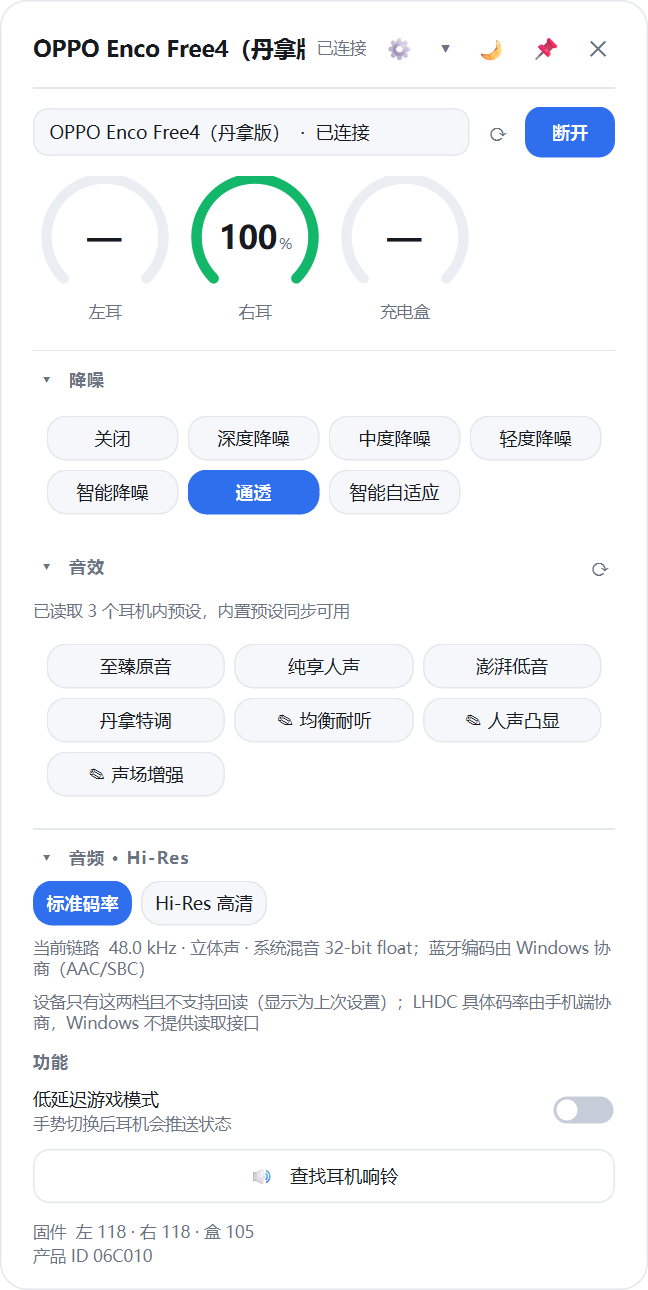 OPPO Enco Free4（丹拿版 已连接
OPPO Enco Free4（丹拿版） · 已连接 断开
— 100% —
左耳 右耳 充电盒
降噪
关闭 深度降噪 中度降噪 轻度降噪
智能降噪 通透 智能自适应
音效
已读取 3 个耳机内预设，内置预设同步可用
至臻原音 纯享人声 澎湃低音
丹拿特调 ✎ 均衡耐听 ✎ 人声凸显
✎ 声场增强
音频 • Hi-Res
标准码率 Hi-Res 高清
当前链路 48.0 kHz · 立体声 · 系统混音 32-bit float；蓝牙编码由 Windows 协
商（AAC/SBC）
设备只有这两档且不支持回读（显示为上次设置）；LHDC 具体码率由手机端协
商，Windows 不提供读取接口
功能
低延迟游戏模式
手势切换后耳机会推送状态
查找耳机响铃
固件 左 118 · 右 118 · 盒 105
产品 ID 06C010